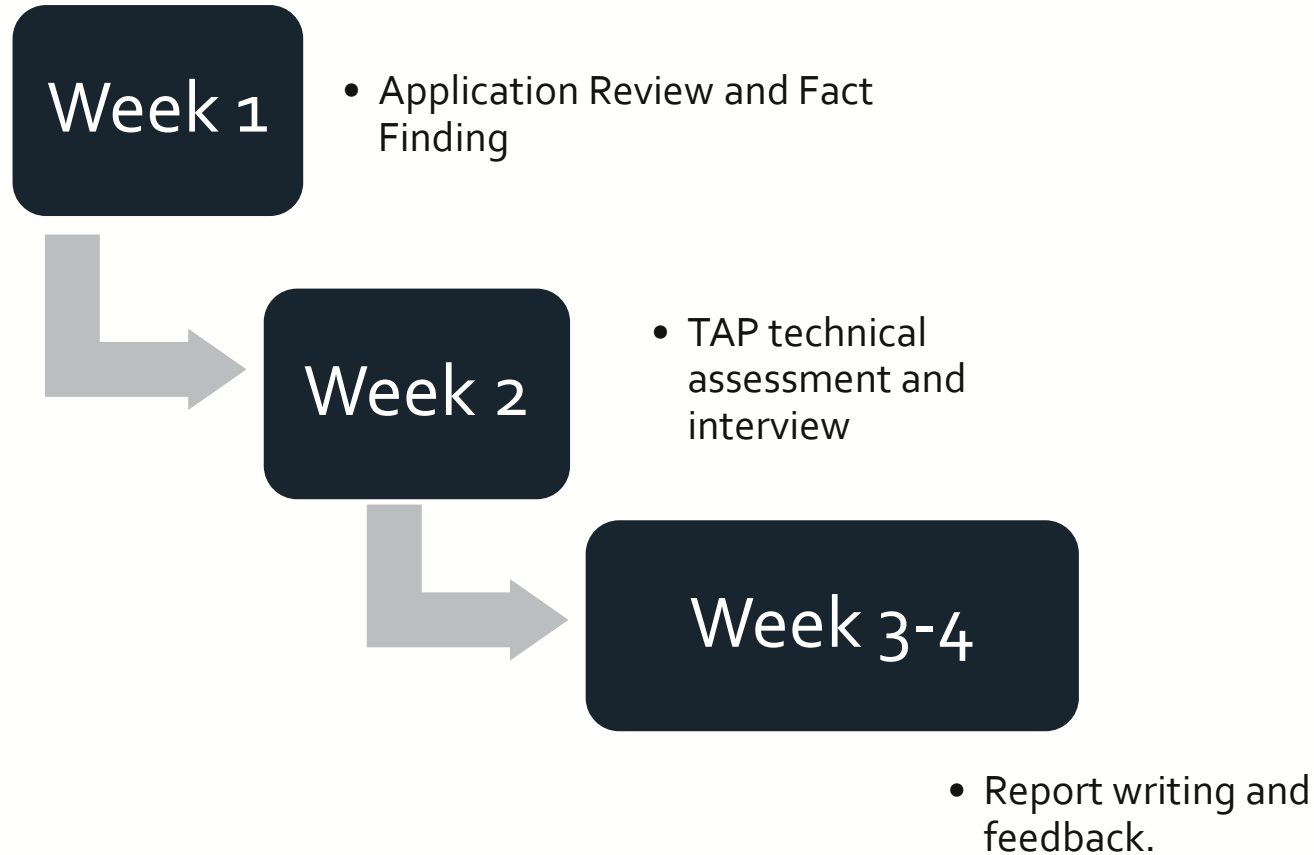 Week 1
• Application Review and Fact
Finding
Week 2
• TAP technical
assessment and
interview
Week 3-4
• Report writing and
feedback.